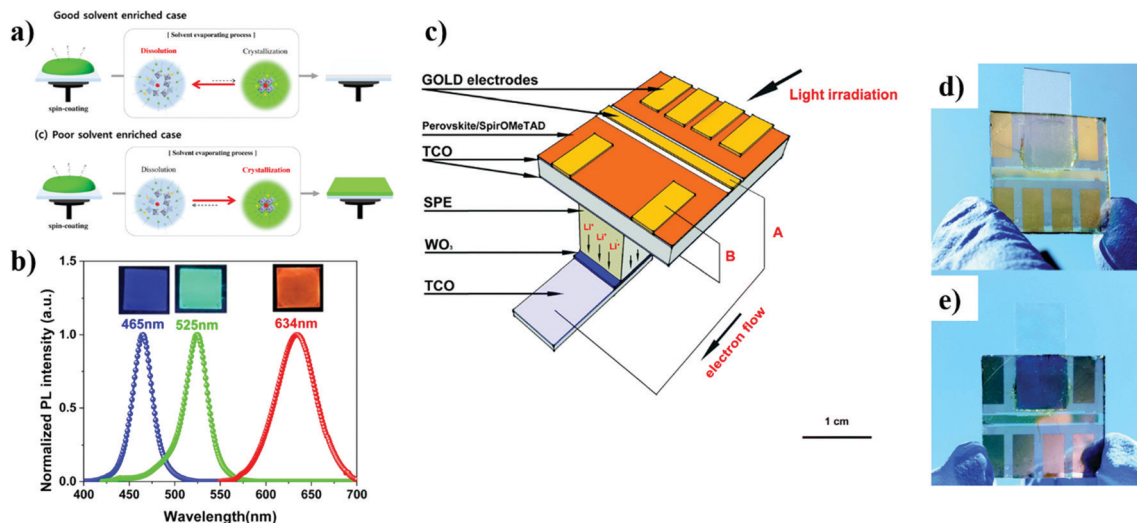 a)
Good solvent enriched case
[ Solvent evaporating process ]
Dissolution
Crystallization
spin-coating
(c) Poor solvent enriched case
[ Solvent evaporating process ]
Dissolution
Crystallization
spin-coating
b)
Normalized PL intensity (a.u.)
1.5
1.0
0.5
0.0
465nm
525nm
634nm
400
450
500
550
600
650
700
Wavelength(nm)
c)
GOLD electrodes
Light irradiation
Perovskite/SpirOMeTAD
TCO
SPE
Li⁺
Li⁺
Li⁺
Li⁺
WO₃
TCO
A
B
electron flow
1 cm
d)
e)